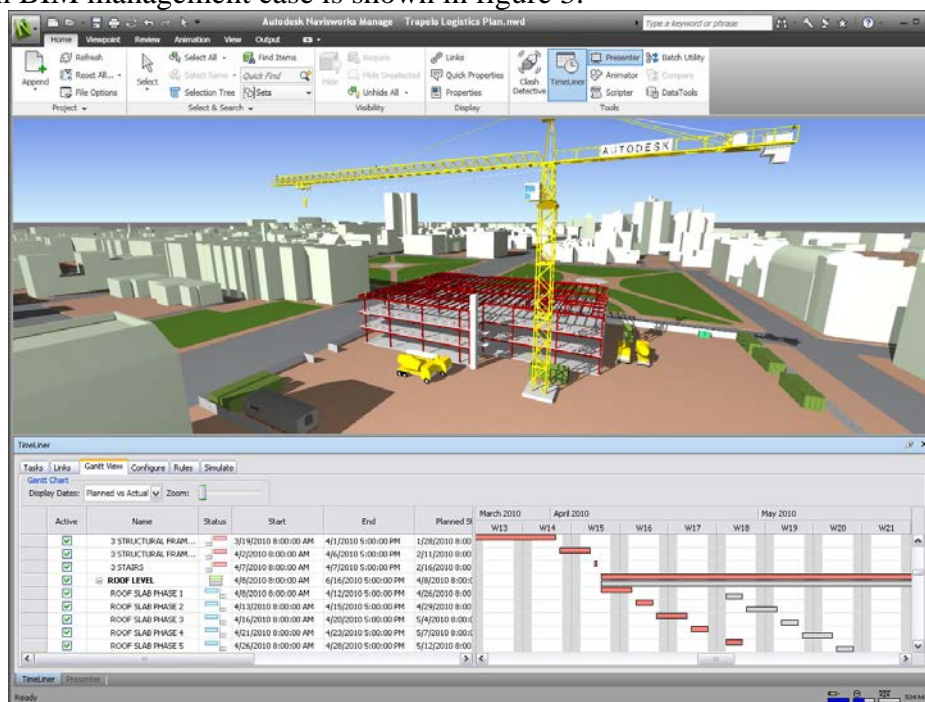 BIM management case is shown in figure 3.
Autodesk Navisworks Manage Trapelo Logistics Plan.nwd
Type a keyword or phrase
Home Viewpoint Review Animation View Output
Append
Refresh
Reset All...
File Options
Project
Select
Select All
Select Same
Selection Tree
Find Items
Quick Find
Sets
Select & Search
Hide
Require
Hide Unselected
Unhide All
Visibility
Links
Quick Properties
Properties
Display
Clash Detective
TimeLiner
Presenter
Animator
Scripter
Batch Utility
Compare
DataTools
Tools
AUTODESK
TimeLiner
Tasks Links Gantt View Configure Rules Simulate
Gantt Chart
Display Dates: Planned vs Actual Zoom:
Active Name Status Start End Planned St
March 2010 April 2010 May 2010
W13 W14 W15 W16 W17 W18 W19 W20 W21
3 STRUCTURAL FRAM... 3/19/2010 8:00:00 AM 4/1/2010 5:00:00 PM 1/28/2010 8:00
3 STRUCTURAL FRAM... 4/2/2010 8:00:00 AM 4/6/2010 5:00:00 PM 2/11/2010 8:00
3 STAIRS 4/7/2010 8:00:00 AM 4/7/2010 5:00:00 PM 2/16/2010 8:00
ROOF LEVEL 4/8/2010 8:00:00 AM 6/16/2010 5:00:00 PM 4/8/2010 8:00:0
ROOF SLAB PHASE 1 4/8/2010 8:00:00 AM 4/12/2010 5:00:00 PM 4/26/2010 8:00
ROOF SLAB PHASE 2 4/13/2010 8:00:00 AM 4/15/2010 5:00:00 PM 4/29/2010 8:00
ROOF SLAB PHASE 3 4/16/2010 8:00:00 AM 4/20/2010 5:00:00 PM 5/4/2010 8:00:0
ROOF SLAB PHASE 4 4/21/2010 8:00:00 AM 4/23/2010 5:00:00 PM 5/7/2010 8:00:0
ROOF SLAB PHASE 5 4/26/2010 8:00:00 AM 4/28/2010 5:00:00 PM 5/12/2010 8:00
TimeLiner Presenter
Ready